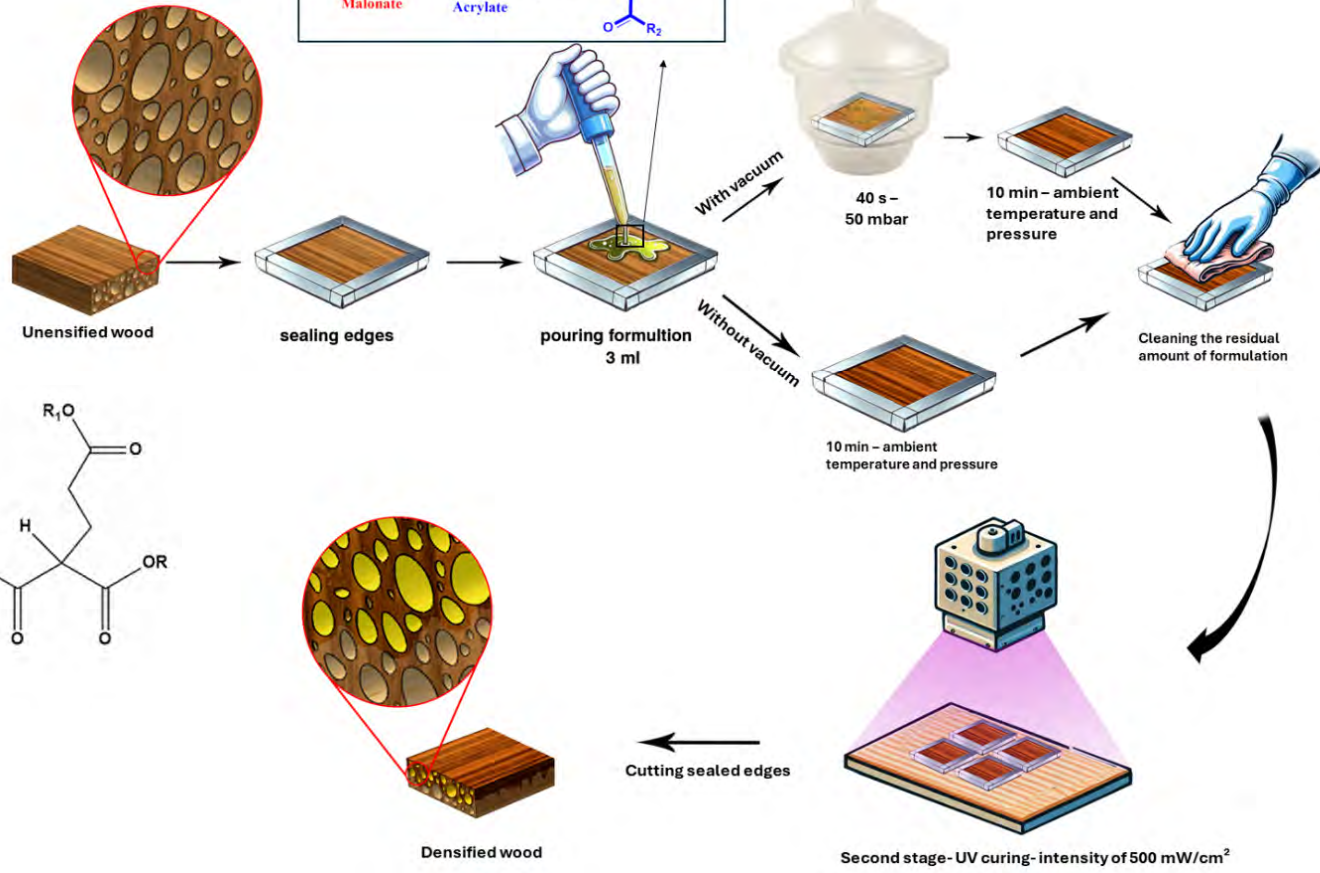 Malonate
Acrylate
O
R₂
With vacuum
40 s –
50 mbar
10 min – ambient
temperature and
pressure
Unensified wood
sealing edges
pouring formultion
3 ml
Without vacuum
10 min – ambient
temperature and pressure
Cleaning the residual
amount of formulation
R₁O
O
H
OR
O
O
Cutting sealed edges
Densified wood
Second stage- UV curing- intensity of 500 mW/cm²